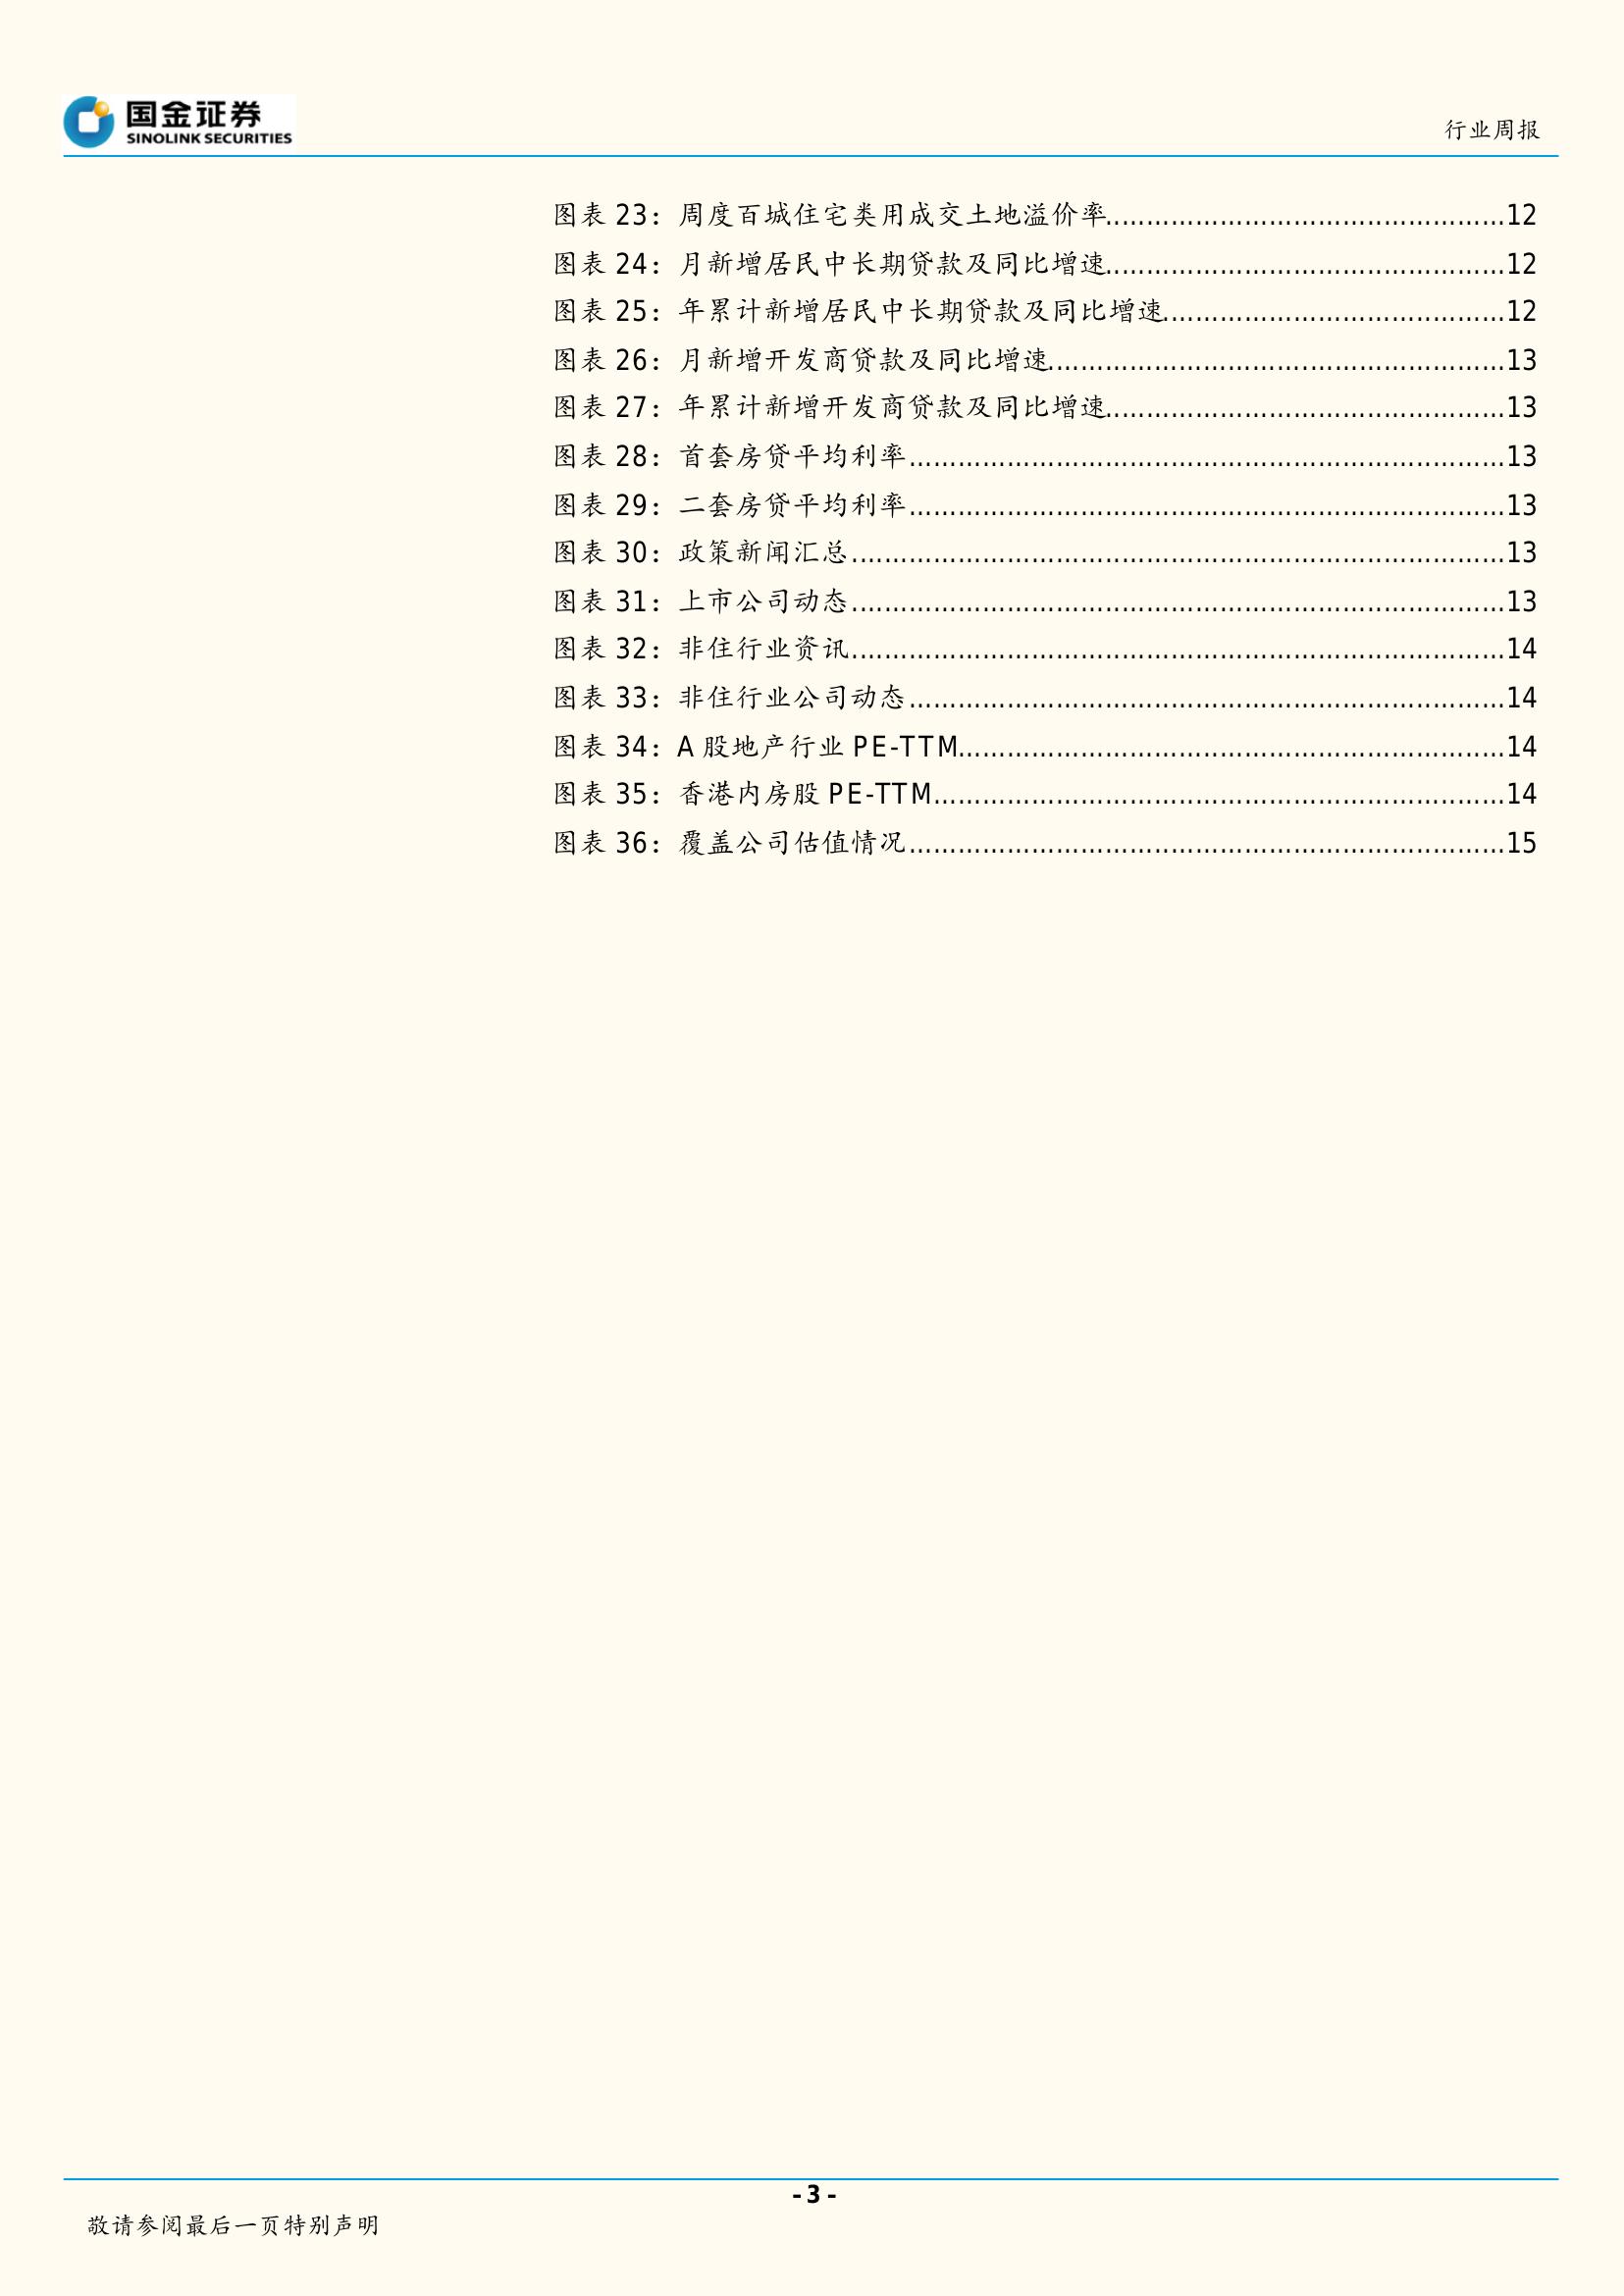 国金证券
SINOLINK SECURITIES
行业周报
图表 23：周度百城住宅类用成交土地溢价率................................................12
图表 24：月新增居民中长期贷款及同比增速................................................12
图表 25：年累计新增居民中长期贷款及同比增速..........................................12
图表 26：月新增开发商贷款及同比增速.......................................................13
图表 27：年累计新增开发商贷款及同比增速................................................13
图表 28：首套房贷平均利率.........................................................................13
图表 29：二套房贷平均利率.........................................................................13
图表 30：政策新闻汇总................................................................................13
图表 31：上市公司动态................................................................................13
图表 32：非住行业资讯................................................................................14
图表 33：非住行业公司动态.........................................................................14
图表 34：A 股地产行业 PE-TTM...................................................................14
图表 35：香港内房股 PE-TTM......................................................................14
图表 36：覆盖公司估值情况.........................................................................15
- 3 -
敬请参阅最后一页特别声明